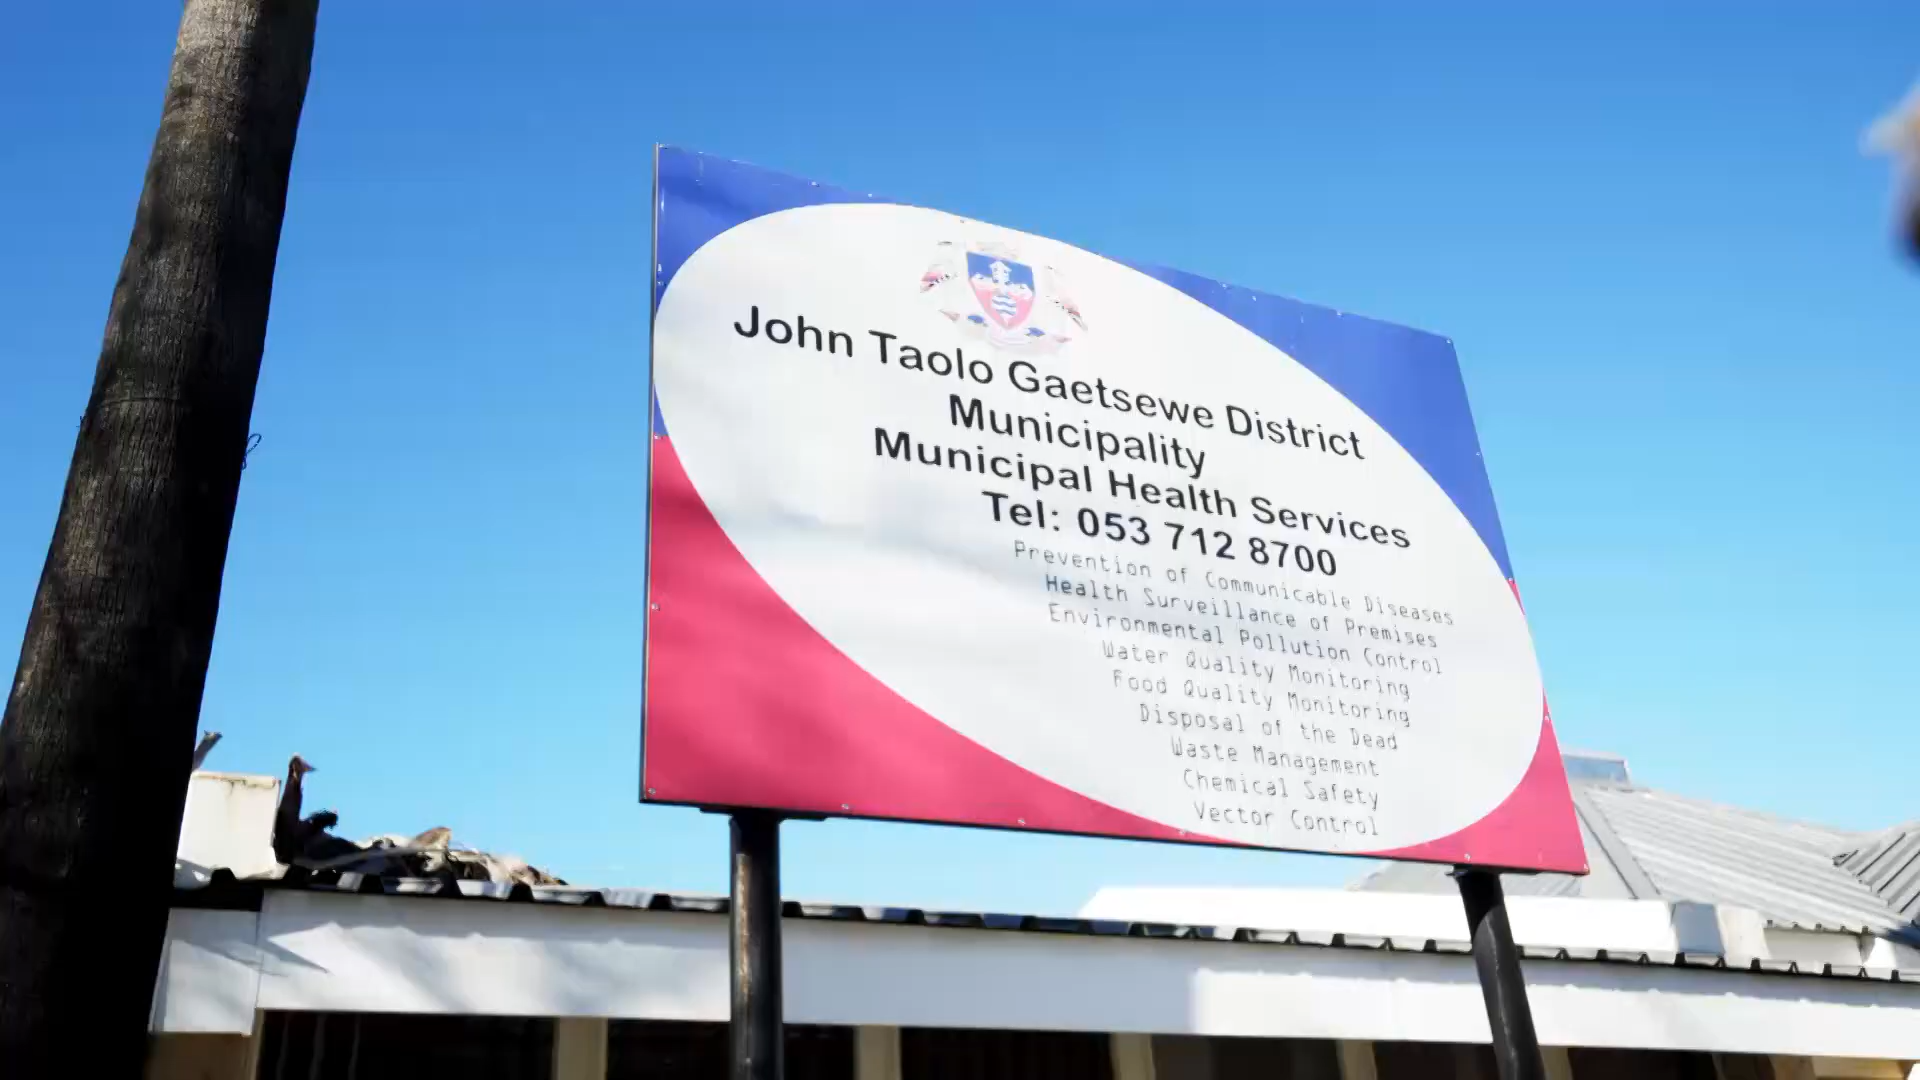 John Taolo Gaetsewe District
Municipality
Municipal Health Services
Tel: 053 712 8700
Prevention of Communicable Diseases
Health Surveillance of Premises
Environmental Pollution Control
Water Quality Monitoring
Food Quality Monitoring
Disposal of the Dead
Waste Management
Chemical Safety
Vector Control